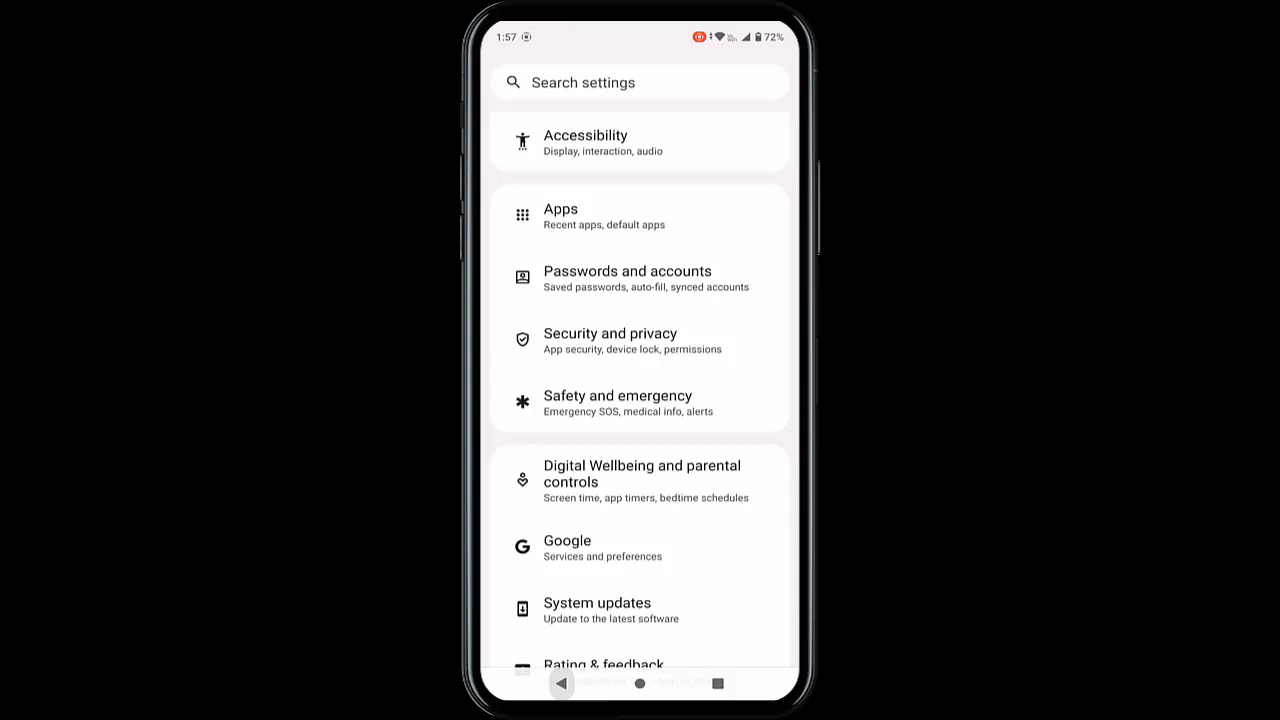 1:57 72%
Search settings
Accessibility
Display, interaction, audio
Apps
Recent apps, default apps
Passwords and accounts
Saved passwords, auto-fill, synced accounts
Security and privacy
App security, device lock, permissions
Safety and emergency
Emergency SOS, medical info, alerts
Digital Wellbeing and parental
controls
Screen time, app timers, bedtime schedules
Google
Services and preferences
System updates
Update to the latest software
Rating & feedback